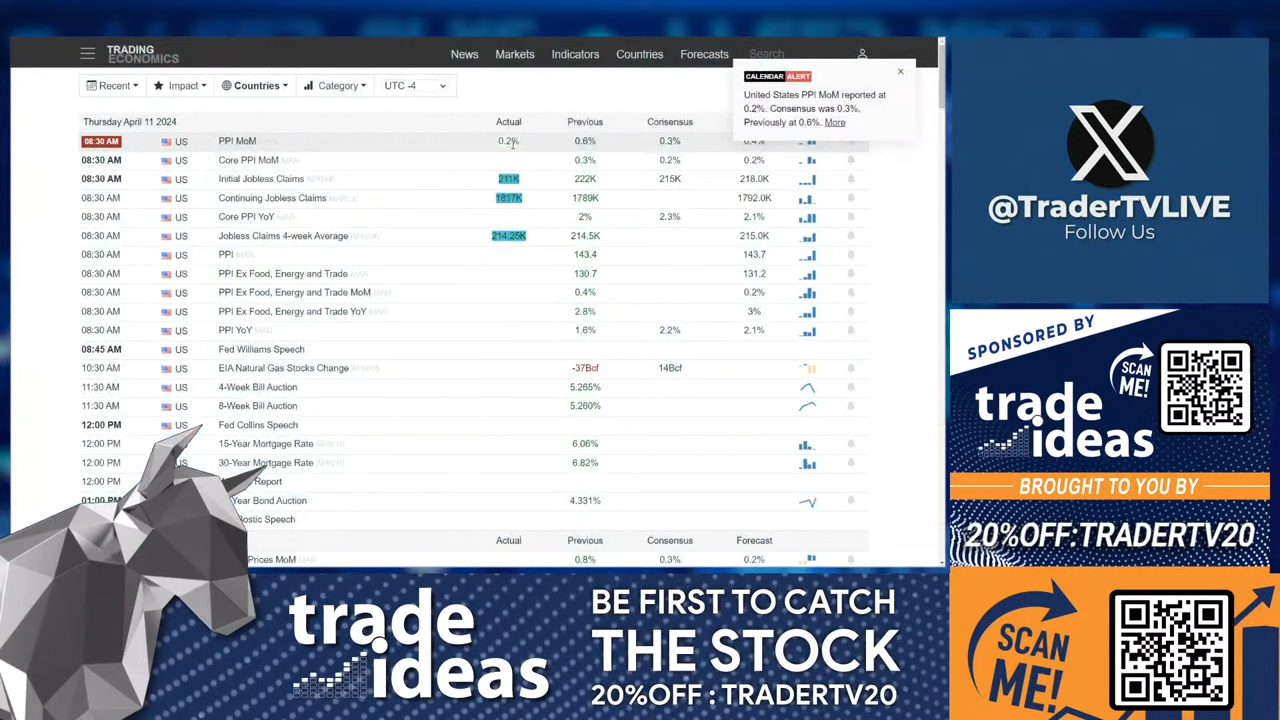 TRADING
ECONOMICS
News Markets Indicators Countries Forecasts Search
Recent Impact Countries Category UTC -4
CALENDAR ALERT
United States PPI MoM reported at
0.2%. Consensus was 0.3%.
Previously at 0.6%. More
Thursday April 11 2024 Actual Previous Consensus
08:30 AM US PPI MoM 0.2% 0.6% 0.3% 0.4%
08:30 AM US Core PPI MoM MAR 0.3% 0.2% 0.2%
08:30 AM US Initial Jobless Claims 211K 222K 215K 218.0K
08:30 AM US Continuing Jobless Claims 1817K 1789K 1792.0K
08:30 AM US Core PPI YoY MAR 2% 2.3% 2.1%
08:30 AM US Jobless Claims 4-week Average 214.25K 214.5K 215.0K
08:30 AM US PPI MAR 143.4 143.7
08:30 AM US PPI Ex Food, Energy and Trade MAR 130.7 131.2
08:30 AM US PPI Ex Food, Energy and Trade MoM MAR 0.4% 0.2%
08:30 AM US PPI Ex Food, Energy and Trade YoY MAR 2.8% 3%
08:30 AM US PPI YoY MAR 1.6% 2.2% 2.1%
08:45 AM US Fed Williams Speech
10:30 AM US EIA Natural Gas Stocks Change -37Bcf 14Bcf
11:30 AM US 4-Week Bill Auction 5.265%
11:30 AM US 8-Week Bill Auction 5.260%
12:00 PM US Fed Collins Speech
12:00 PM US 15-Year Mortgage Rate 6.06%
12:00 PM US 30-Year Mortgage Rate 6.82%
12:00 PM Report
01:00 PM Year Bond Auction 4.331%
Bostic Speech
Actual Previous Consensus Forecast
Prices MoM MAR 0.8% 0.3% 0.2%
X
@TraderTVLIVE
Follow Us
SPONSORED BY
SCAN
ME!
trade
ideas
BROUGHT TO YOU BY
20%OFF:TRADERTV20
SCAN
ME!
trade
ideas
BE FIRST TO CATCH
THE STOCK
20%OFF : TRADERTV20